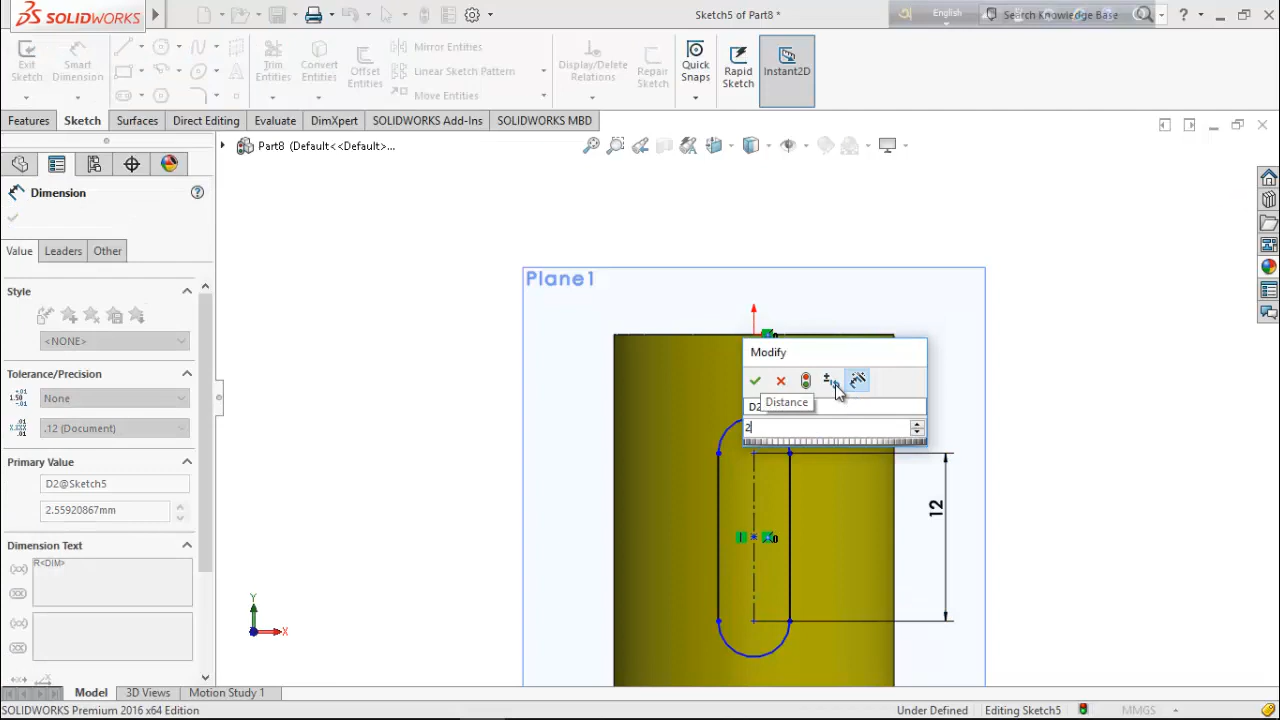 SOLIDWORKS
Sketch5 of Part8 *
English
Search Knowledge Base
?
Exit Sketch
Smart Dimension
Trim Entities
Convert Entities
Offset Entities
Mirror Entities
Linear Sketch Pattern
Move Entities
Display/Delete Relations
Repair Sketch
Quick Snaps
Rapid Sketch
Instant2D
Features
Sketch
Surfaces
Direct Editing
Evaluate
DimXpert
SOLIDWORKS Add-Ins
SOLIDWORKS MBD
Part8 (Default<<Default>...
Dimension
Value
Leaders
Other
Style
<NONE>
Tolerance/Precision
None
.12 (Document)
Primary Value
D2@Sketch5
2.55920867mm
Dimension Text
R<DIM>
Plane1
Modify
Distance
D2
2
12
Y
X
Model
3D Views
Motion Study 1
SOLIDWORKS Premium 2016 x64 Edition
Under Defined
Editing Sketch5
MMGS